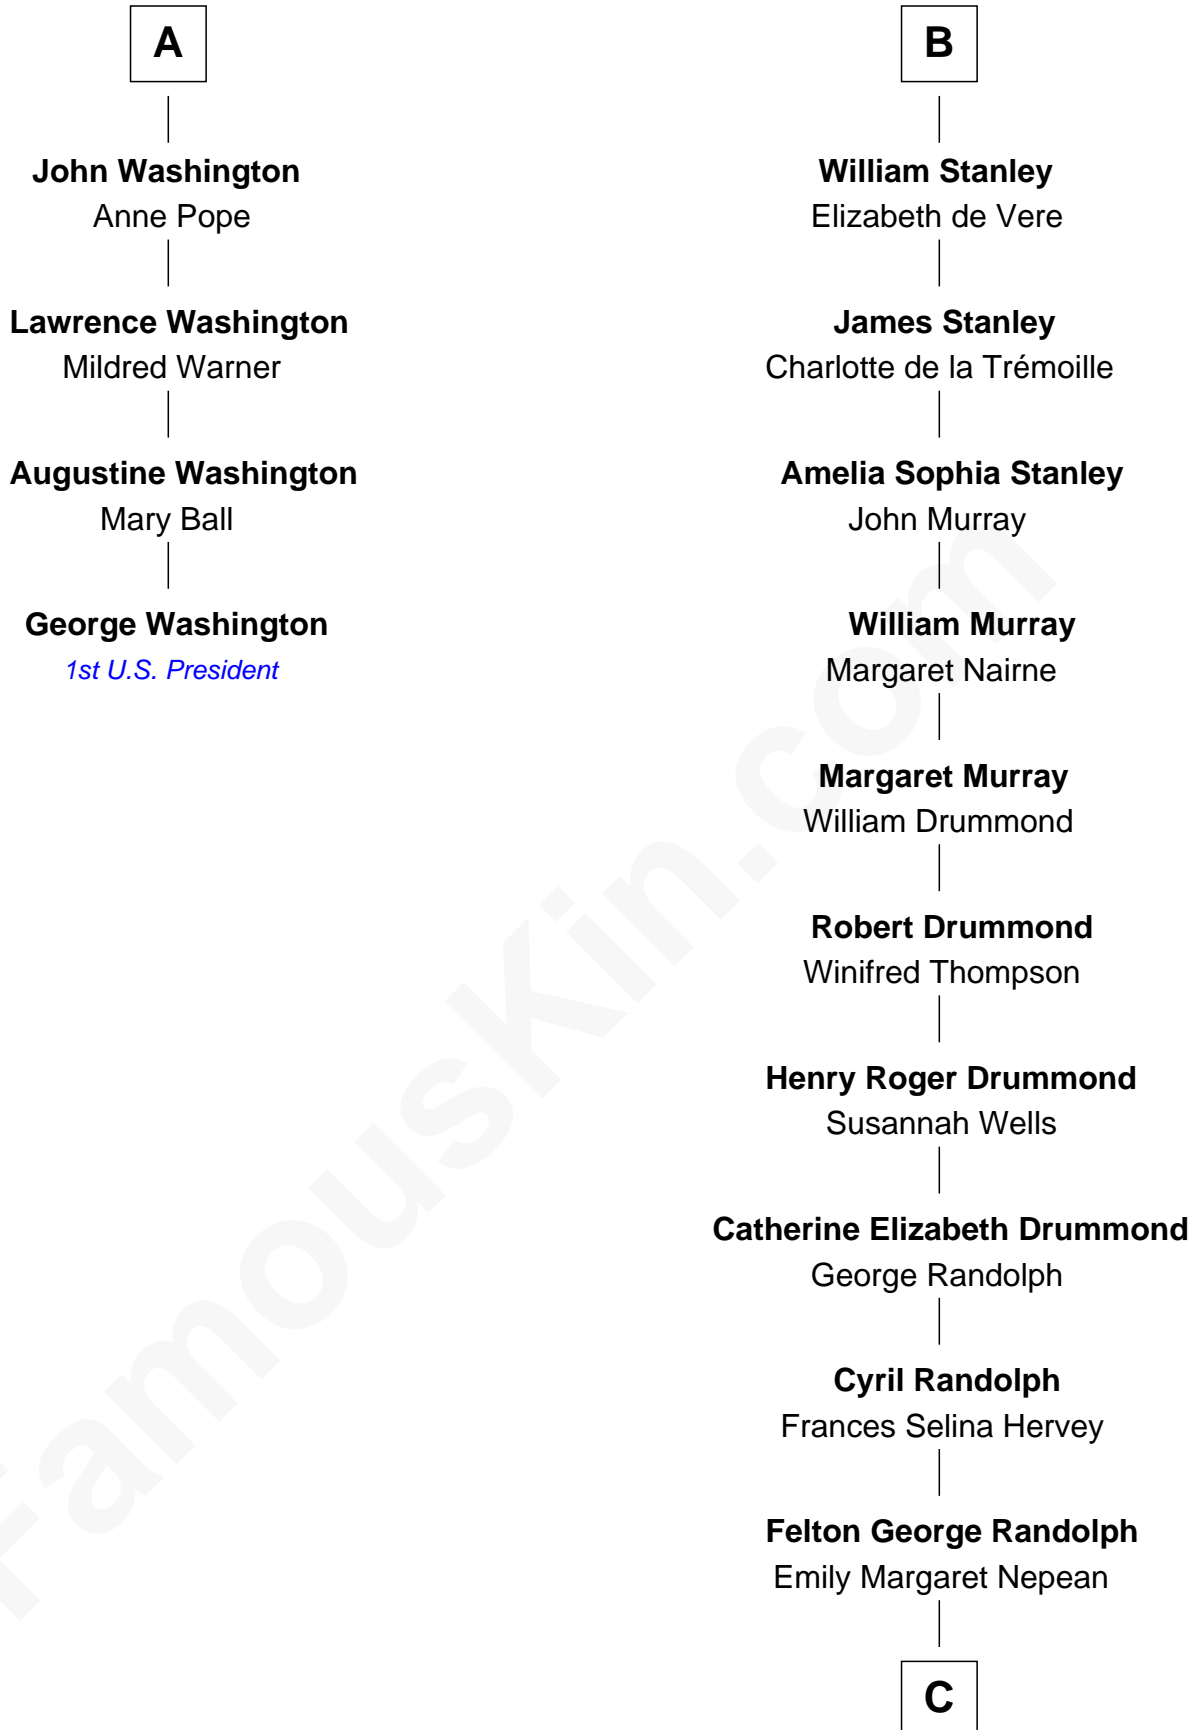 A
John Washington
Anne Pope
Lawrence Washington
Mildred Warner
Augustine Washington
Mary Ball
George Washington
1st U.S. President
B
William Stanley
Elizabeth de Vere
James Stanley
Charlotte de la Trémoille
Amelia Sophia Stanley
John Murray
William Murray
Margaret Nairne
Margaret Murray
William Drummond
Robert Drummond
Winifred Thompson
Henry Roger Drummond
Susannah Wells
Catherine Elizabeth Drummond
George Randolph
Cyril Randolph
Frances Selina Hervey
Felton George Randolph
Emily Margaret Nepean
C
FamousKin.com